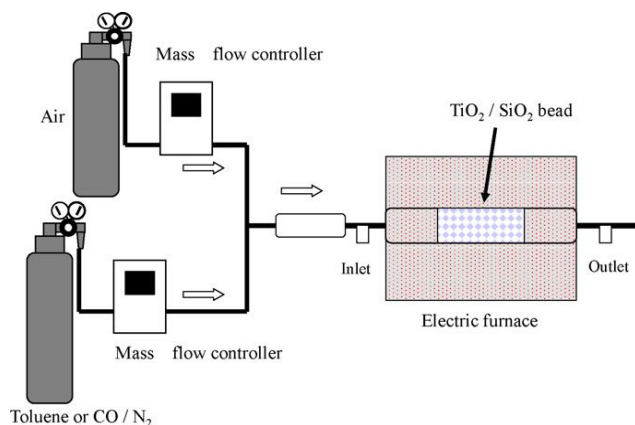 Mass flow controller
Air
TiO₂ / SiO₂ bead
Inlet
Outlet
Electric furnace
Mass flow controller
Toluene or CO / N₂